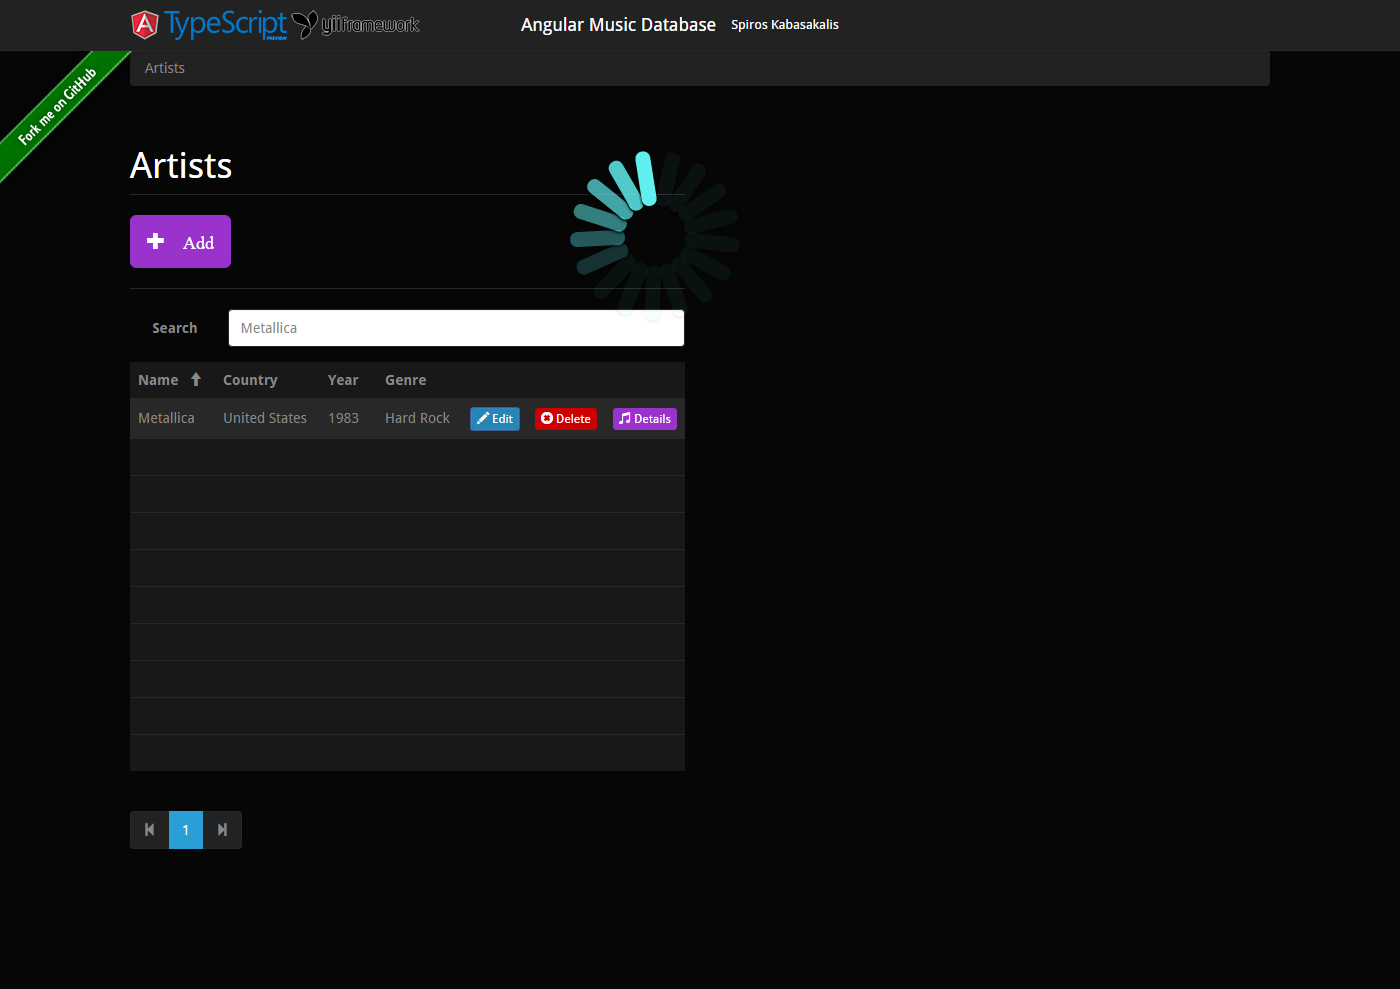 TypeScript PREVIEW yiiframework Angular Music Database Spiros Kabasakalis
Artists
Fork me on GitHub
Artists
Add
Search Metallica
Name Country Year Genre
Metallica United States 1983 Hard Rock Edit Delete Details
1